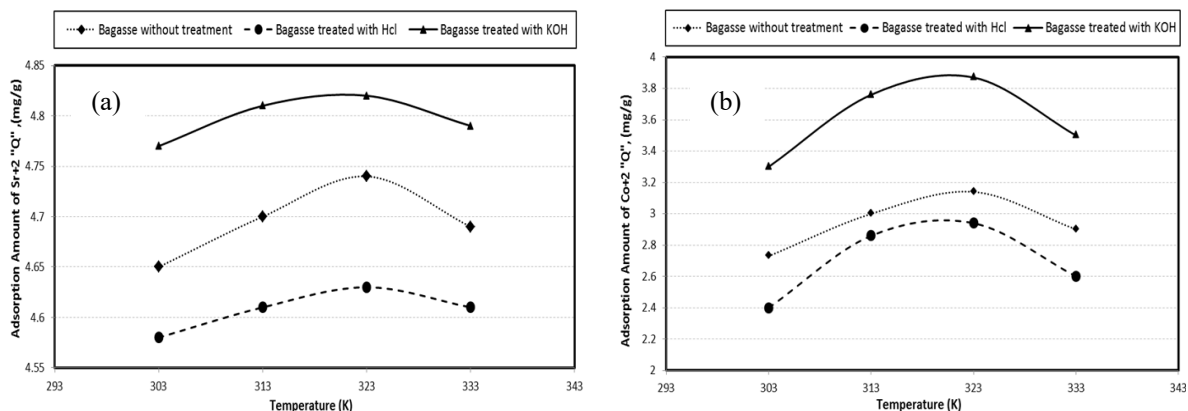 Bagasse without treatment Bagasse treated with Hcl Bagasse treated with KOH
(a)
Adsorption Amount of Sr+2 "Q" ,(mg/g)
4.85
4.8
4.75
4.7
4.65
4.6
4.55
293 303 313 323 333 343
Temperature (K)
Bagasse without treatment Bagasse treated with Hcl Bagasse treated with KOH
(b)
Adsorption Amount of Co+2 "Q", (mg/g)
4
3.8
3.6
3.4
3.2
3
2.8
2.6
2.4
2.2
2
293 303 313 323 333 343
Temperature (K)